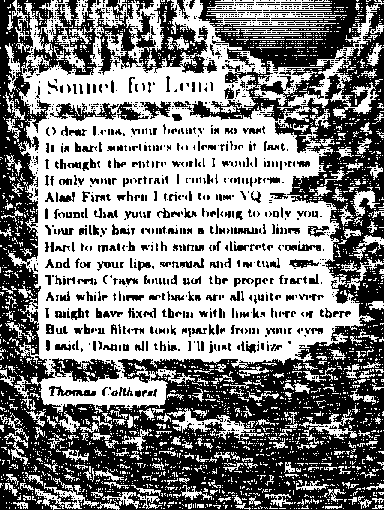 Sonnet for Lena
O dear Lena, your beauty is so vast
It is hard sometimes to describe it fast.
I thought the entire world I would impress
If only your portrait I could compress.
Alas! First when I tried to use VQ
I found that your cheeks belong to only you.
Your silky hair contains a thousand lines
Hard to match with sums of discrete cosines.
And for your lips, sensual and tactual
Thirteen Crays found not the proper fractal.
And while these setbacks are all quite severe
I might have fixed them with hacks here or there
But when filters took sparkle from your eyes
I said, 'Damn all this. I'll just digitize.'
Thomas Colthurst